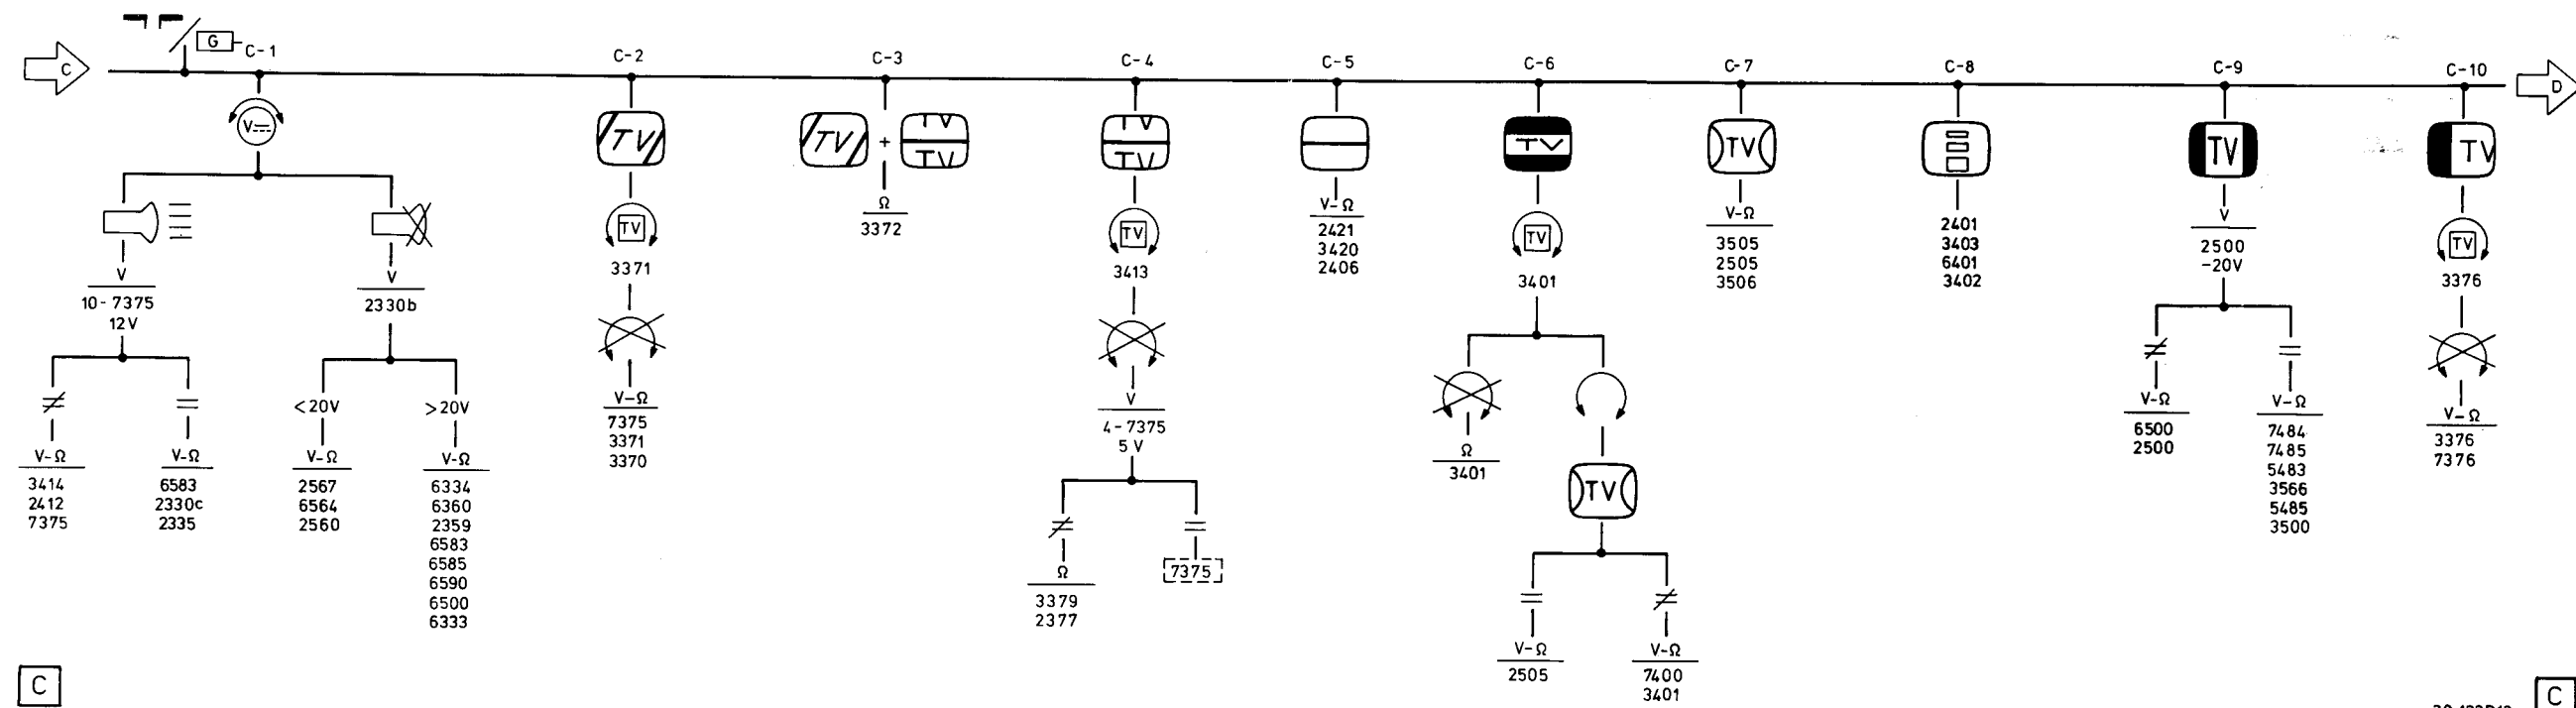 C
G
C-1
C-2
C-3
C-4
C-5
C-6
C-7
C-8
C-9
C-10
D
V
V
10-7375
12V
V-Ω
3414
2412
7375
V-Ω
6583
2330c
2335
V
2330b
<20V
V-Ω
2567
6564
2560
>20V
V-Ω
6334
6360
2359
6583
6585
6590
6500
6333
TV
TV
3371
V-Ω
7375
3371
3370
TV
+
TV
TV
Ω
3372
TV
TV
TV
3413
V
4-7375
5V
Ω
3379
2377
7375
V-Ω
2421
3420
2406
TV
TV
3401
Ω
3401
TV
V-Ω
2505
V-Ω
7400
3401
TV
V-Ω
3505
2505
3506
2401
3403
6401
3402
TV
V
2500
-20V
V-Ω
6500
2500
V-Ω
7484
7485
5483
3566
5485
3500
TV
TV
3376
V-Ω
3376
7376
C
C